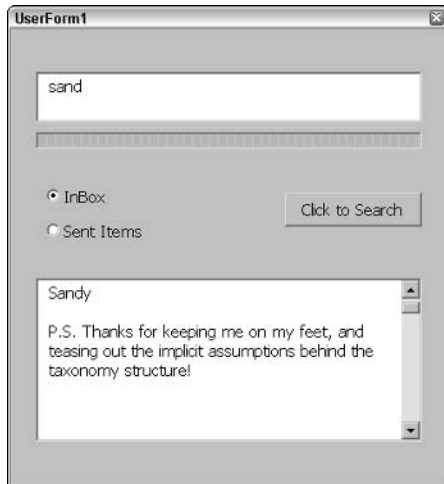 UserForm1
sand
InBox
Click to Search
Sent Items
Sandy
P.S. Thanks for keeping me on my feet, and
teasing out the implicit assumptions behind the
taxonomy structure!